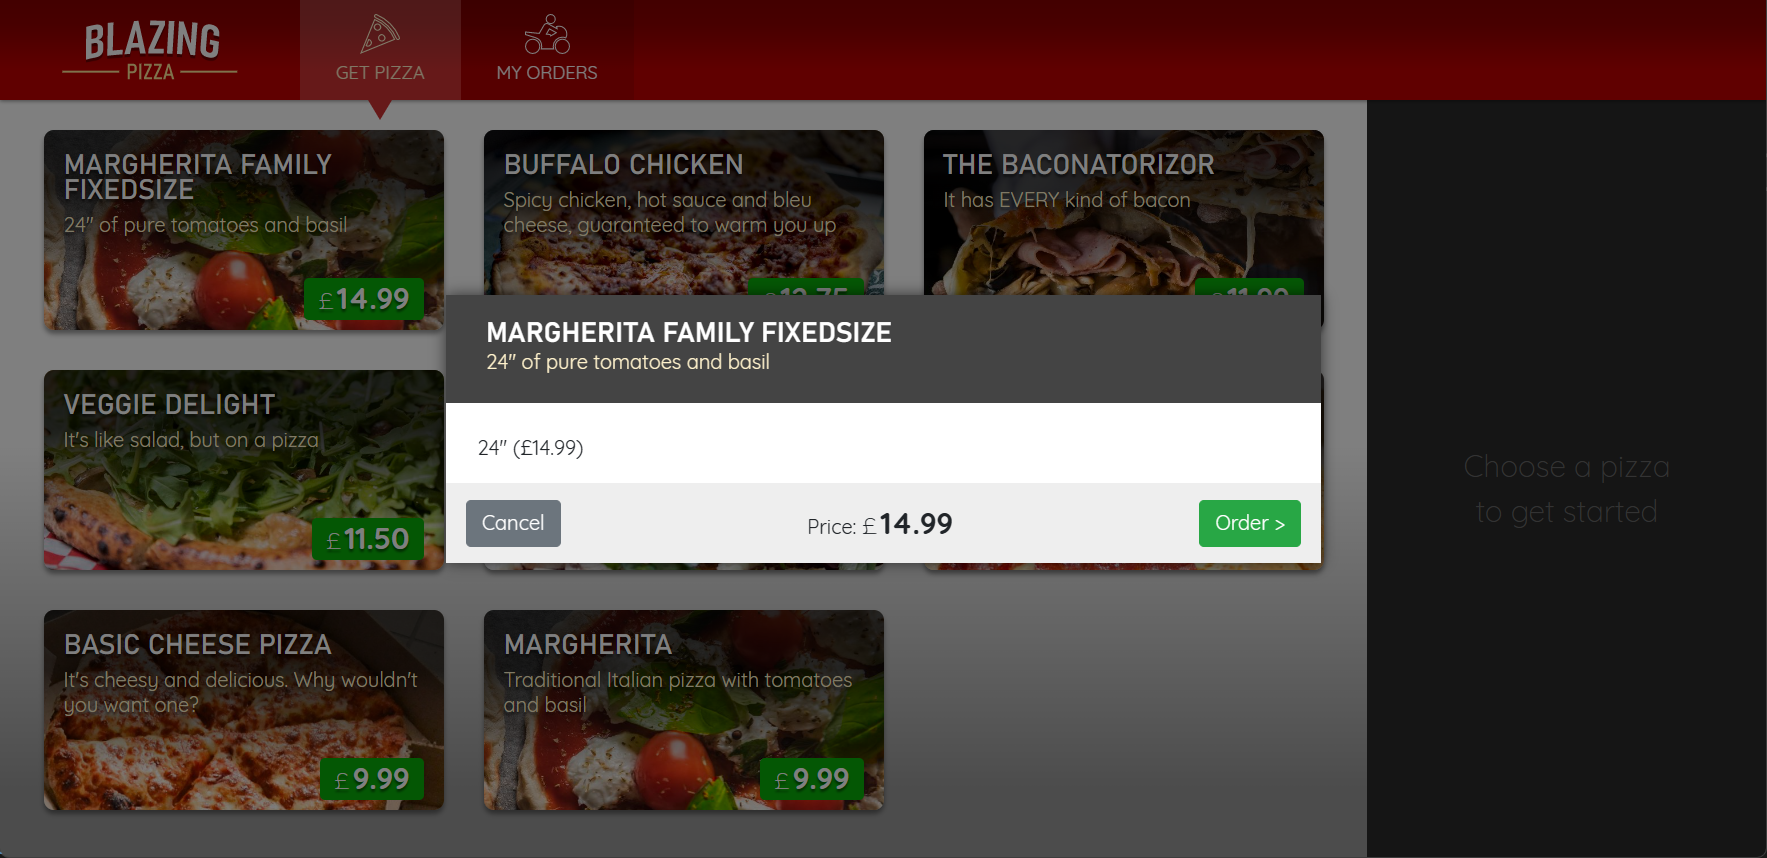 BLAZING
PIZZA
GET PIZZA
MY ORDERS
MARGHERITA FAMILY
FIXEDSIZE
24" of pure tomatoes and basil
£14.99
BUFFALO CHICKEN
Spicy chicken, hot sauce and bleu
cheese, guaranteed to warm you up
THE BACONATORIZOR
It has EVERY kind of bacon
MARGHERITA FAMILY FIXEDSIZE
24" of pure tomatoes and basil
24" (£14.99)
Cancel
Price: £14.99
Order >
VEGGIE DELIGHT
It's like salad, but on a pizza
£11.50
Choose a pizza
to get started
BASIC CHEESE PIZZA
It's cheesy and delicious. Why wouldn't
you want one?
£9.99
MARGHERITA
Traditional Italian pizza with tomatoes
and basil
£9.99